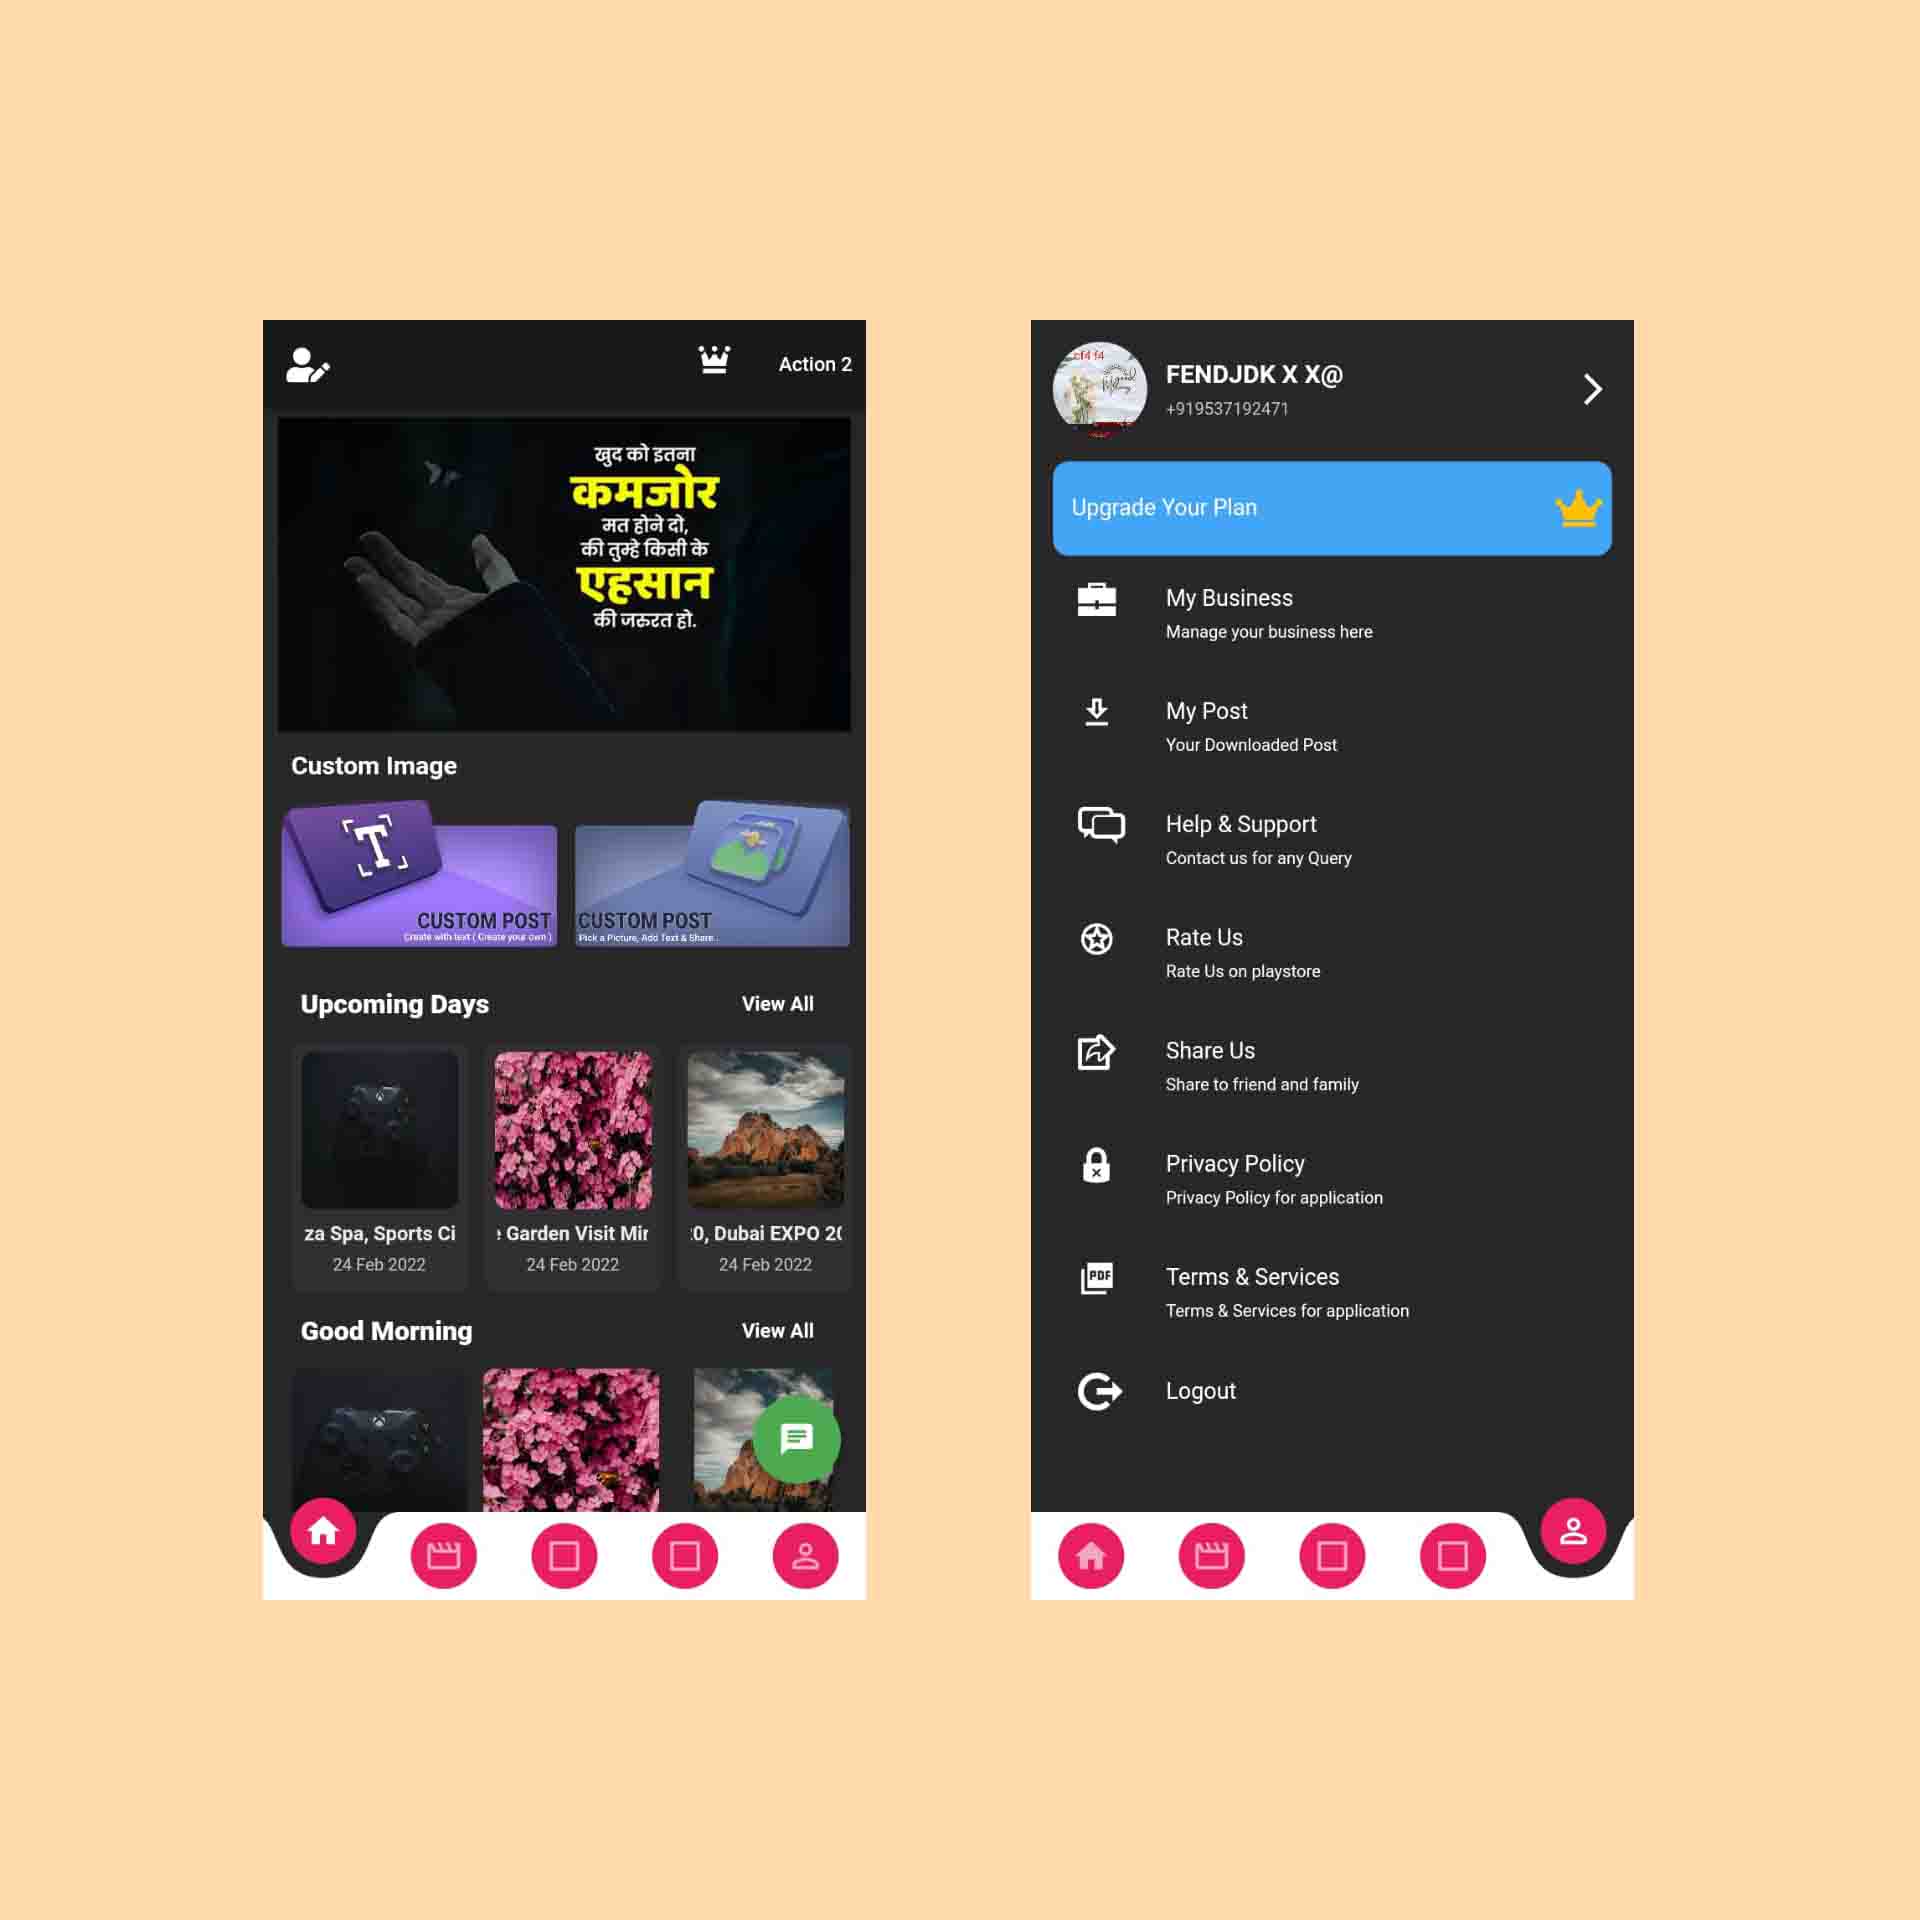 Action 2
खुद को इतना
कमजोर
मत होने दो,
की तुम्हे किसी के
एहसान
की जरुरत हो.
Custom Image
CUSTOM POST
Create with text ( Create your own )
CUSTOM POST
Pick a Picture, Add Text & Share .
Upcoming Days
View All
za Spa, Sports Ci
24 Feb 2022
Garden Visit Mir
24 Feb 2022
0, Dubai EXPO 20
24 Feb 2022
Good Morning
View All
cf4 f4
good
Morning
FENDJDK X X@
+919537192471
Upgrade Your Plan
My Business
Manage your business here
My Post
Your Downloaded Post
Help & Support
Contact us for any Query
Rate Us
Rate Us on playstore
Share Us
Share to friend and family
Privacy Policy
Privacy Policy for application
PDF
Terms & Services
Terms & Services for application
Logout